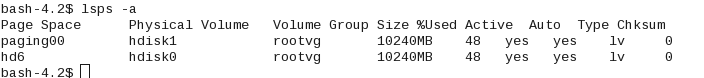 bash-4.2$ lsps -a
Page Space      Physical Volume   Volume Group Size %Used Active  Auto  Type Chksum
paging00        hdisk1            rootvg       10240MB    48   yes   yes    lv     0
hd6             hdisk0            rootvg       10240MB    48   yes   yes    lv     0
bash-4.2$